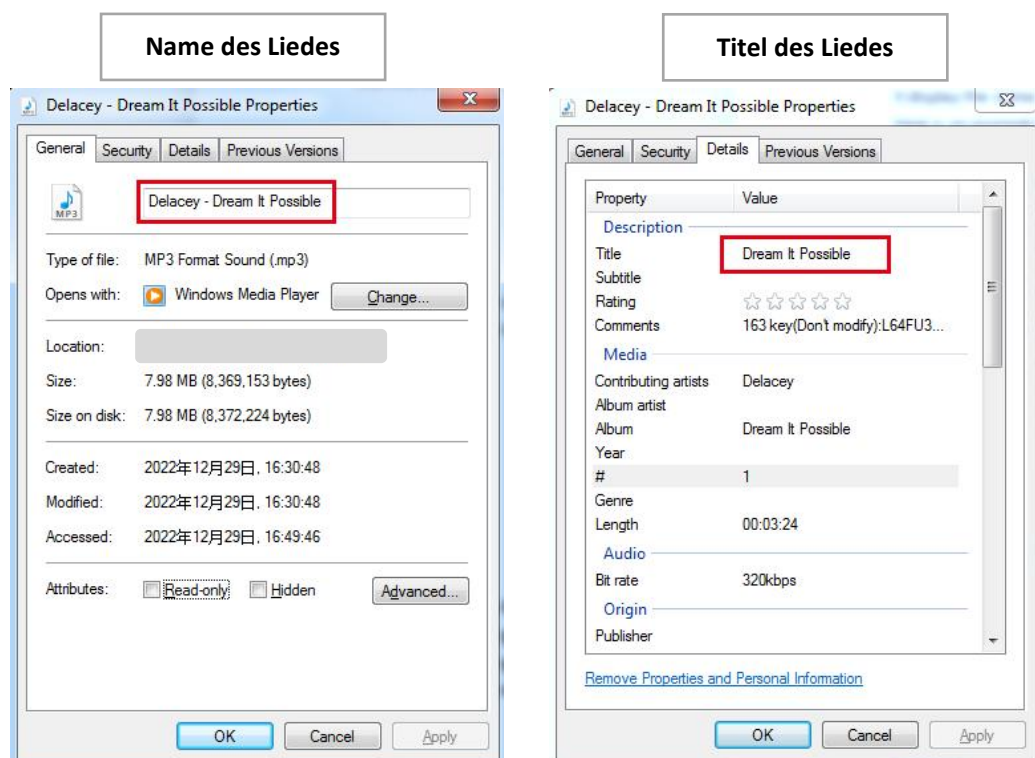 Name des Liedes
Delacey - Dream It Possible Properties
General Security Details Previous Versions
MP3
Delacey - Dream It Possible
Type of file: MP3 Format Sound (.mp3)
Opens with: Windows Media Player Change...
Location:
Size: 7.98 MB (8,369,153 bytes)
Size on disk: 7.98 MB (8,372,224 bytes)
Created: 2022年12月29日, 16:30:48
Modified: 2022年12月29日, 16:30:48
Accessed: 2022年12月29日, 16:49:46
Attributes: Read-only Hidden Advanced...
OK Cancel Apply
Titel des Liedes
Delacey - Dream It Possible Properties
General Security Details Previous Versions
Property Value
Description
Title Dream It Possible
Subtitle
Rating
Comments 163 key(Don't modify):L64FU3...
Media
Contributing artists Delacey
Album artist
Album Dream It Possible
Year
# 1
Genre
Length 00:03:24
Audio
Bit rate 320kbps
Origin
Publisher
Remove Properties and Personal Information
OK Cancel Apply